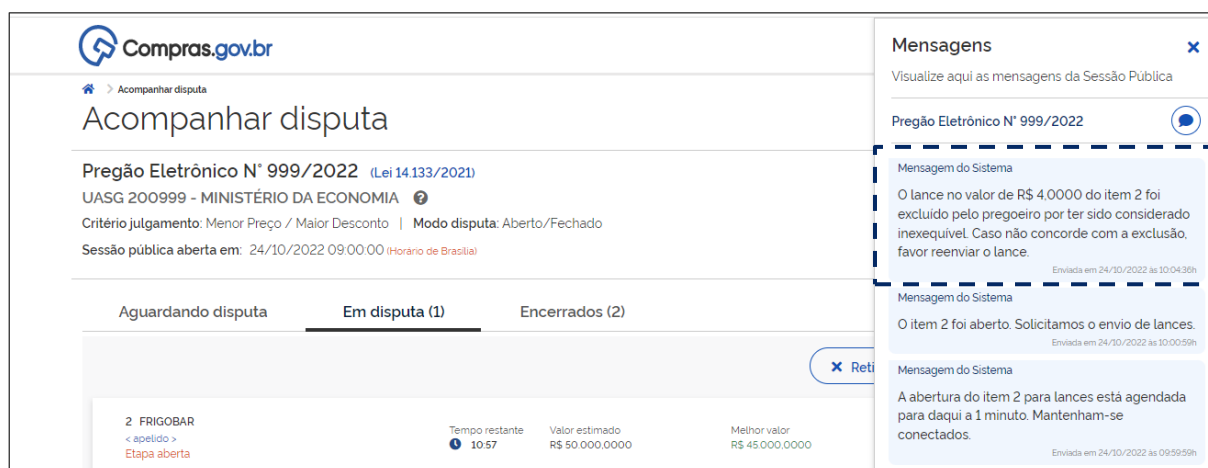 Compras.gov.br
Acompanhar disputa
Acompanhar disputa
Pregão Eletrônico N° 999/2022 (Lei 14.133/2021)
UASG 200999 - MINISTÉRIO DA ECONOMIA
Critério julgamento: Menor Preço / Maior Desconto | Modo disputa: Aberto/Fechado
Sessão pública aberta em: 24/10/2022 09:00:00 (Horário de Brasília)
Aguardando disputa Em disputa (1) Encerrados (2)
Reti
2 FRIGOBAR
< apelido >
Etapa aberta
Tempo restante Valor estimado Melhor valor
10:57 R$ 50.000,0000 R$ 45.000,0000
Mensagens
Visualize aqui as mensagens da Sessão Pública
Pregão Eletrônico N° 999/2022
Mensagem do Sistema
O lance no valor de R$ 4,0000 do item 2 foi
excluído pelo pregoeiro por ter sido considerado
inexequível. Caso não concorde com a exclusão,
favor reenviar o lance.
Enviada em 24/10/2022 às 10:04:36h
Mensagem do Sistema
O item 2 foi aberto. Solicitamos o envio de lances.
Enviada em 24/10/2022 às 10:00:59h
Mensagem do Sistema
A abertura do item 2 para lances está agendada
para daqui a 1 minuto. Mantenham-se
conectados.
Enviada em 24/10/2022 às 09:59:59h